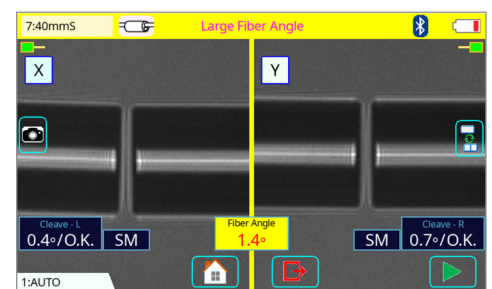 7:40mmS
Large Fiber Angle
X
Y
Cleave - L
0.4°/O.K.
SM
Fiber Angle
1.4°
SM
Cleave - R
0.7°/O.K.
1:AUTO